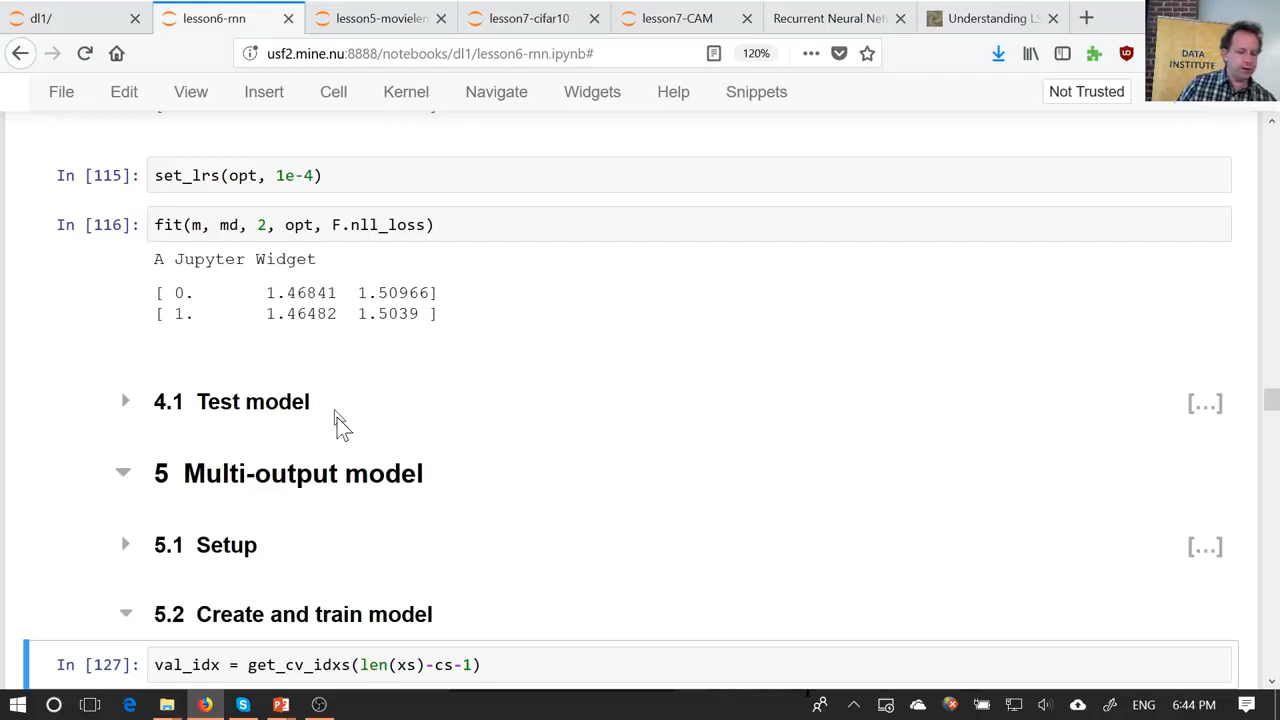 dl1/
lesson6-rnn
lesson5-movielen
lesson7-cifar10
lesson7-CAM
Recurrent Neural Ne
Understanding LS
usf2.mine.nu:8888/notebooks/dl1/lesson6-rnn.ipynb#
120%
DATA
INSTITUTE
File
Edit
View
Insert
Cell
Kernel
Navigate
Widgets
Help
Snippets
Not Trusted
In [115]: set_lrs(opt, 1e-4)
In [116]: fit(m, md, 2, opt, F.nll_loss)
A Jupyter Widget
[ 0. 1.46841 1.50966]
[ 1. 1.46482 1.5039 ]
4.1 Test model
[...]
5 Multi-output model
5.1 Setup
[...]
5.2 Create and train model
In [127]: val_idx = get_cv_idxs(len(xs)-cs-1)
ENG
6:44 PM